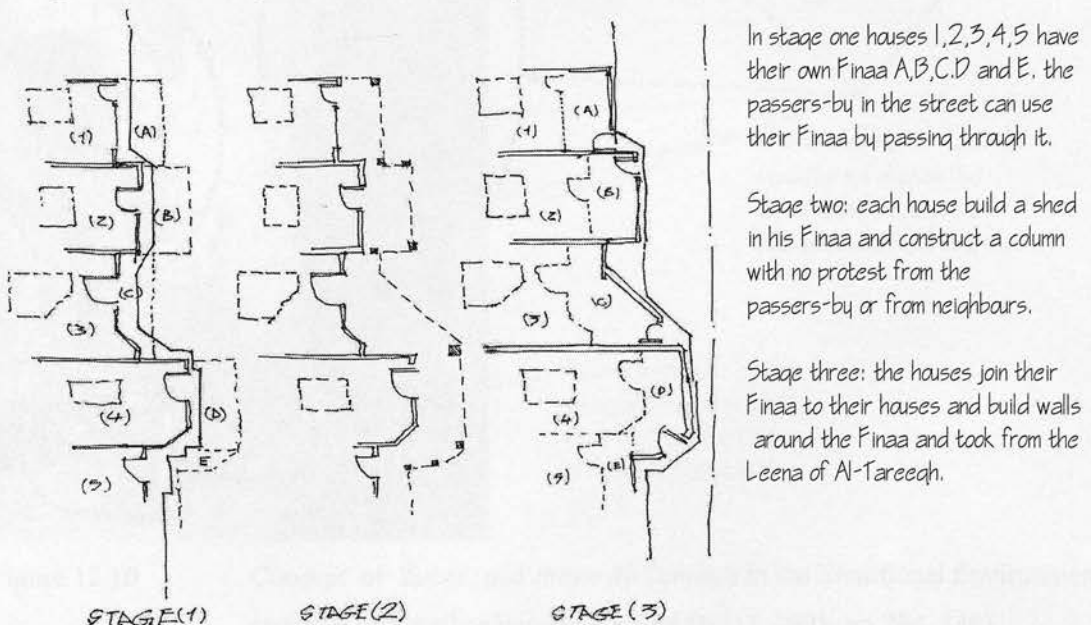 In stage one houses 1,2,3,4,5 have
their own Finaa A,B,C.D and E. the
passers-by in the street can use
their Finaa by passing through it.
Stage two: each house build a shed
in his Finaa and construct a column
with no protest from the
passers-by or from neighbours.
Stage three: the houses join their
Finaa to their houses and build walls
around the Finaa and took from the
Leena of Al-Tareeqh.
(1) (A)
(2) (B)
(C)
(3)
(4) (D)
E
(5)
(1) (A)
(B)
2
(3) (C)
(D)
4
(5) (E)
STAGE(1) STAGE(2) STAGE(3)